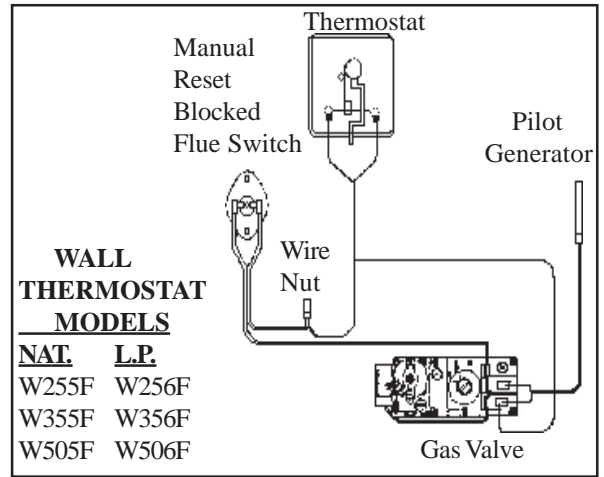 Thermostat
Manual
Reset
Blocked
Flue Switch
Pilot
Generator
Wire
Nut
WALL
THERMOSTAT
MODELS
NAT. L.P.
W255F W256F
W355F W356F
W505F W506F
Gas Valve